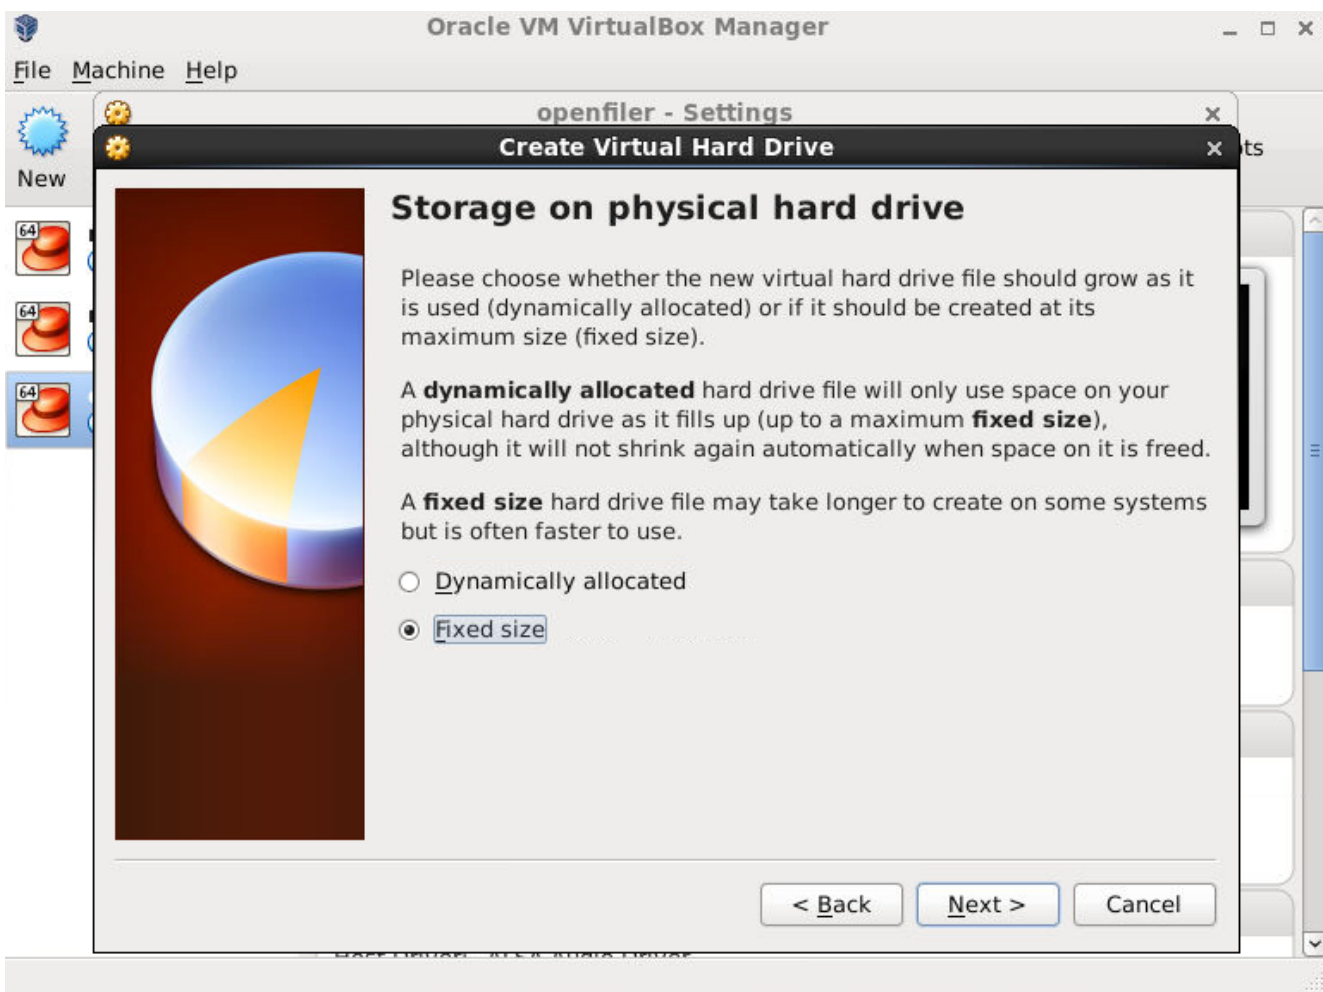 Oracle VM VirtualBox Manager
File Machine Help
openfiler - Settings
Create Virtual Hard Drive
ts
New
64
64
64
Storage on physical hard drive
Please choose whether the new virtual hard drive file should grow as it
is used (dynamically allocated) or if it should be created at its
maximum size (fixed size).
A dynamically allocated hard drive file will only use space on your
physical hard drive as it fills up (up to a maximum fixed size),
although it will not shrink again automatically when space on it is freed.
A fixed size hard drive file may take longer to create on some systems
but is often faster to use.
Dynamically allocated
Fixed size
< Back Next > Cancel